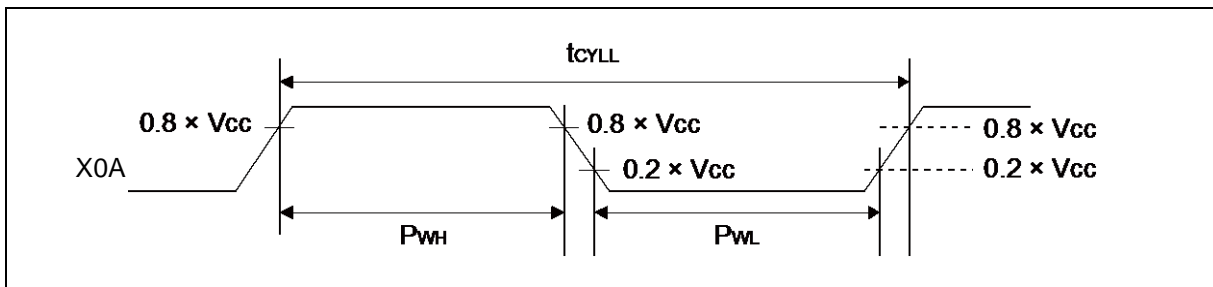 tCYLL
0.8 × Vcc
0.8 × Vcc
0.8 × Vcc
X0A
0.2 × Vcc
0.2 × Vcc
PWH
PWL